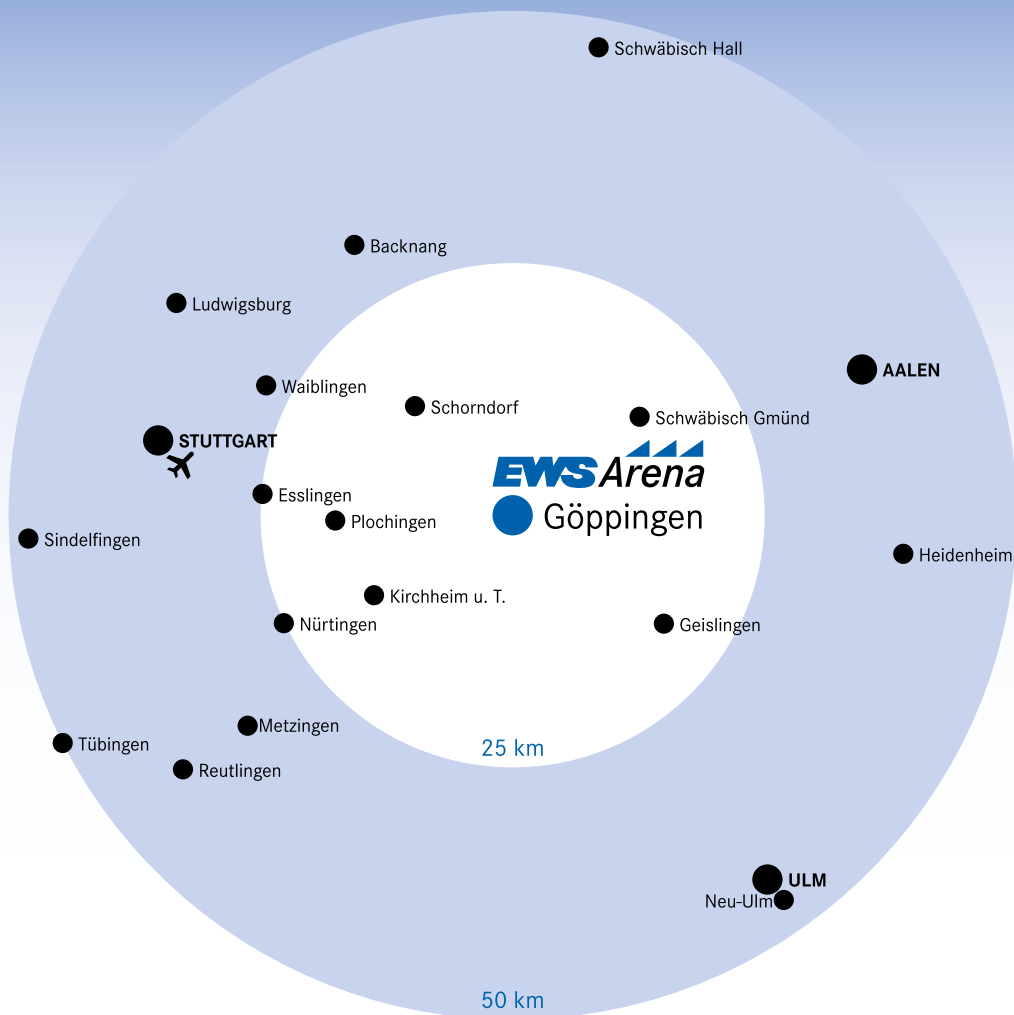 Schwäbisch Hall
Backnang
Ludwigsburg
AALEN
Waiblingen
Schorndorf
Schwäbisch Gmünd
STUTTGART
EWS Arena
Esslingen
Göppingen
Plochingen
Sindelfingen
Heidenheim
Kirchheim u. T.
Nürtingen
Geislingen
Metzingen
Tübingen
25 km
Reutlingen
ULM
Neu-Ulm
50 km